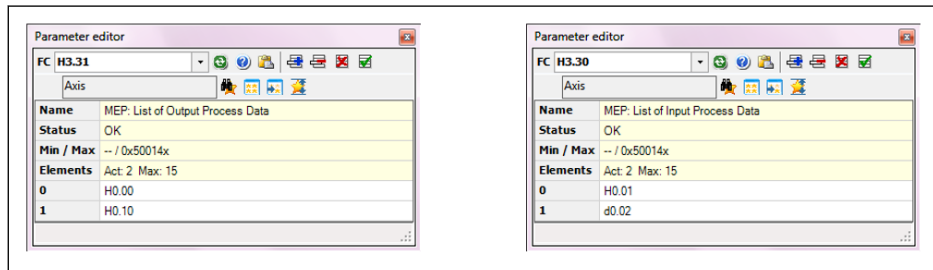 Parameter editor
FC H3.31
Axis
Name MEP: List of Output Process Data
Status OK
Min / Max -- / 0x50014x
Elements Act: 2 Max: 15
0 H0.00
1 H0.10
Parameter editor
FC H3.30
Axis
Name MEP: List of Input Process Data
Status OK
Min / Max -- / 0x50014x
Elements Act: 2 Max: 15
0 H0.01
1 d0.02